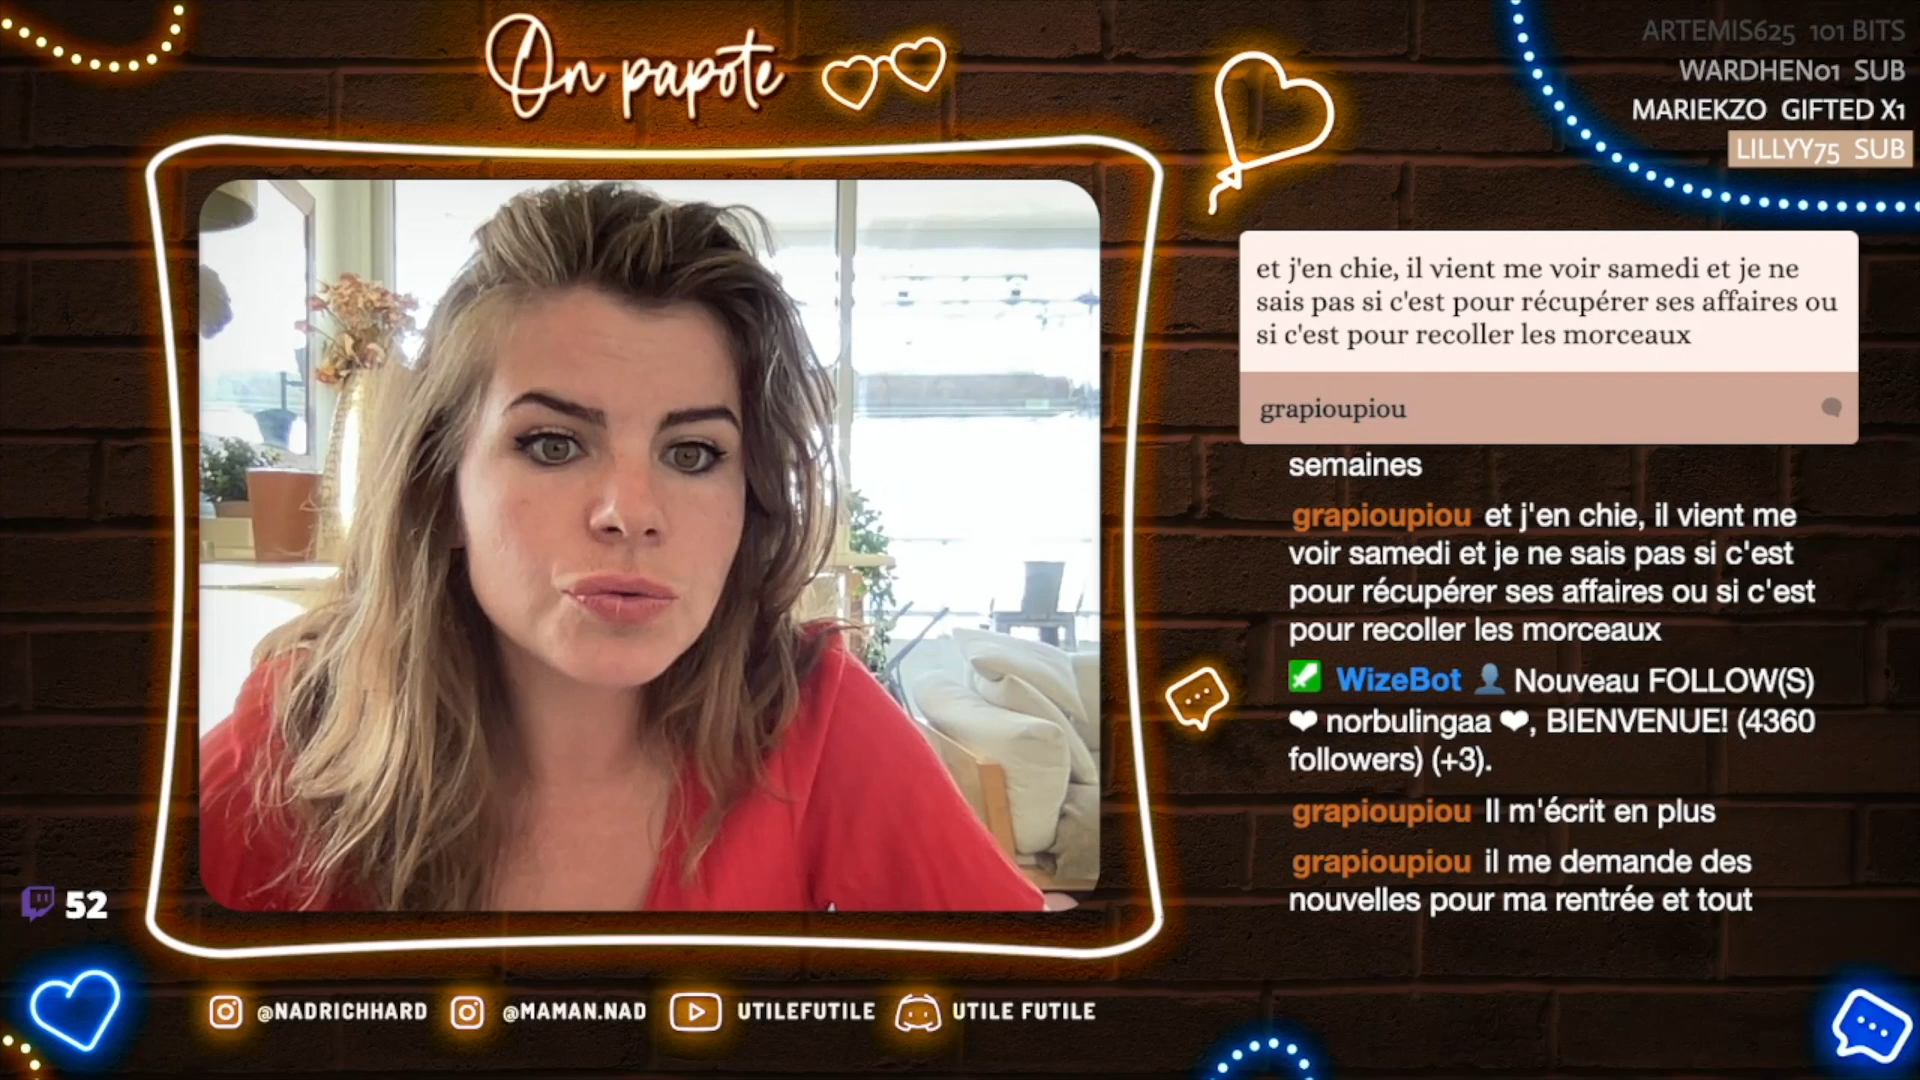 On papote
ARTEMIS625 101 BITS
WARDHEN01 SUB
MARIEKZO GIFTED X1
LILLYY75 SUB
et j'en chie, il vient me voir samedi et je ne
sais pas si c'est pour récupérer ses affaires ou
si c'est pour recoller les morceaux
grapioupiou
semaines
grapioupiou et j'en chie, il vient me
voir samedi et je ne sais pas si c'est
pour récupérer ses affaires ou si c'est
pour recoller les morceaux
WizeBot 👤 Nouveau FOLLOW(S)
❤ norbulingaa ❤, BIENVENUE! (4360
followers) (+3).
grapioupiou Il m'écrit en plus
grapioupiou il me demande des
nouvelles pour ma rentrée et tout
52
@NADRICHHARD @MAMAN.NAD UTILEFUTILE UTILE FUTILE